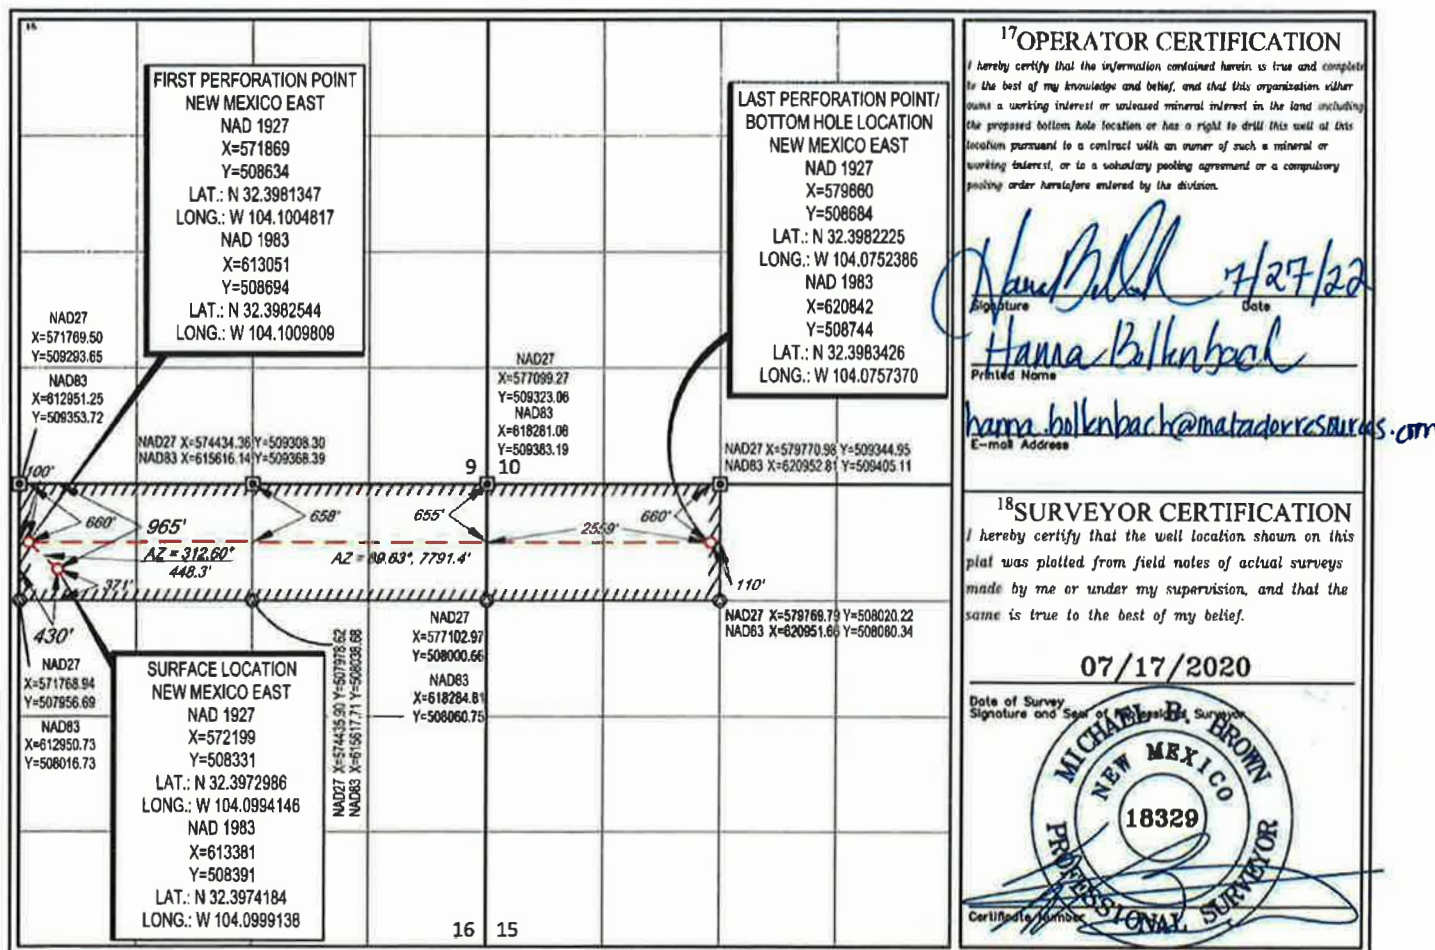 16
FIRST PERFORATION POINT
NEW MEXICO EAST
NAD 1927
X=571869
Y=508634
LAT.: N 32.3981347
LONG.: W 104.1004817
NAD 1983
X=613051
Y=508694
LAT.: N 32.3982544
LONG.: W 104.1009809
LAST PERFORATION POINT/
BOTTOM HOLE LOCATION
NEW MEXICO EAST
NAD 1927
X=579660
Y=508684
LAT.: N 32.3982225
LONG.: W 104.0752386
NAD 1983
X=620842
Y=508744
LAT.: N 32.3983426
LONG.: W 104.0757370
NAD27
X=571769.50
Y=509293.65
NAD83
X=612951.25
Y=509353.72
NAD27
X=577099.27
Y=509323.06
NAD83
X=618281.06
Y=509383.19
NAD27 X=574434.36 Y=509308.30
NAD83 X=615616.14 Y=509368.39
NAD27 X=579770.98 Y=509344.95
NAD83 X=620952.81 Y=509405.11
9 10
100'
660'
965'
658'
655'
2559'
660'
AZ = 312.60°
448.3'
AZ = 89.63°, 7791.4'
371'
110'
430'
NAD27
X=571768.94
Y=507956.69
NAD83
X=612950.73
Y=508016.73
NAD27 X=574435.90 Y=507978.62
NAD83 X=615617.71 Y=508038.68
NAD27
X=577102.97
Y=508000.66
NAD83
X=618284.81
Y=508060.75
NAD27 X=579769.79 Y=508020.22
NAD83 X=620951.66 Y=508080.34
SURFACE LOCATION
NEW MEXICO EAST
NAD 1927
X=572199
Y=508331
LAT.: N 32.3972986
LONG.: W 104.0994146
NAD 1983
X=613381
Y=508391
LAT.: N 32.3974184
LONG.: W 104.0999138
16 15
17 OPERATOR CERTIFICATION
I hereby certify that the information contained herein is true and complete
to the best of my knowledge and belief, and that this organization either
owns a working interest or unleased mineral interest in the land including
the proposed bottom hole location or has a right to drill this well at this
location pursuant to a contract with an owner of such a mineral or
working interest, or to a voluntary pooling agreement or a compulsory
pooling order heretofore entered by the division.
7/27/22
Signature Date
Hanna Bollenbach
Printed Name
hanna.bollenbach@matadorresources.com
E-mail Address
18 SURVEYOR CERTIFICATION
I hereby certify that the well location shown on this
plat was plotted from field notes of actual surveys
made by me or under my supervision, and that the
same is true to the best of my belief.
07/17/2020
Date of Survey
Signature and Seal of Professional Surveyor
MICHAEL B. BROWN
NEW MEXICO
18329
PROFESSIONAL SURVEYOR
Certificate Number